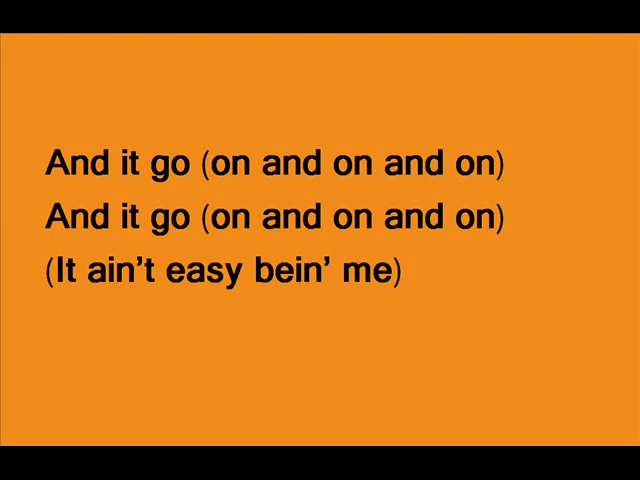 And it go (on and on and on)
And it go (on and on and on)
(It ain’t easy bein’ me)